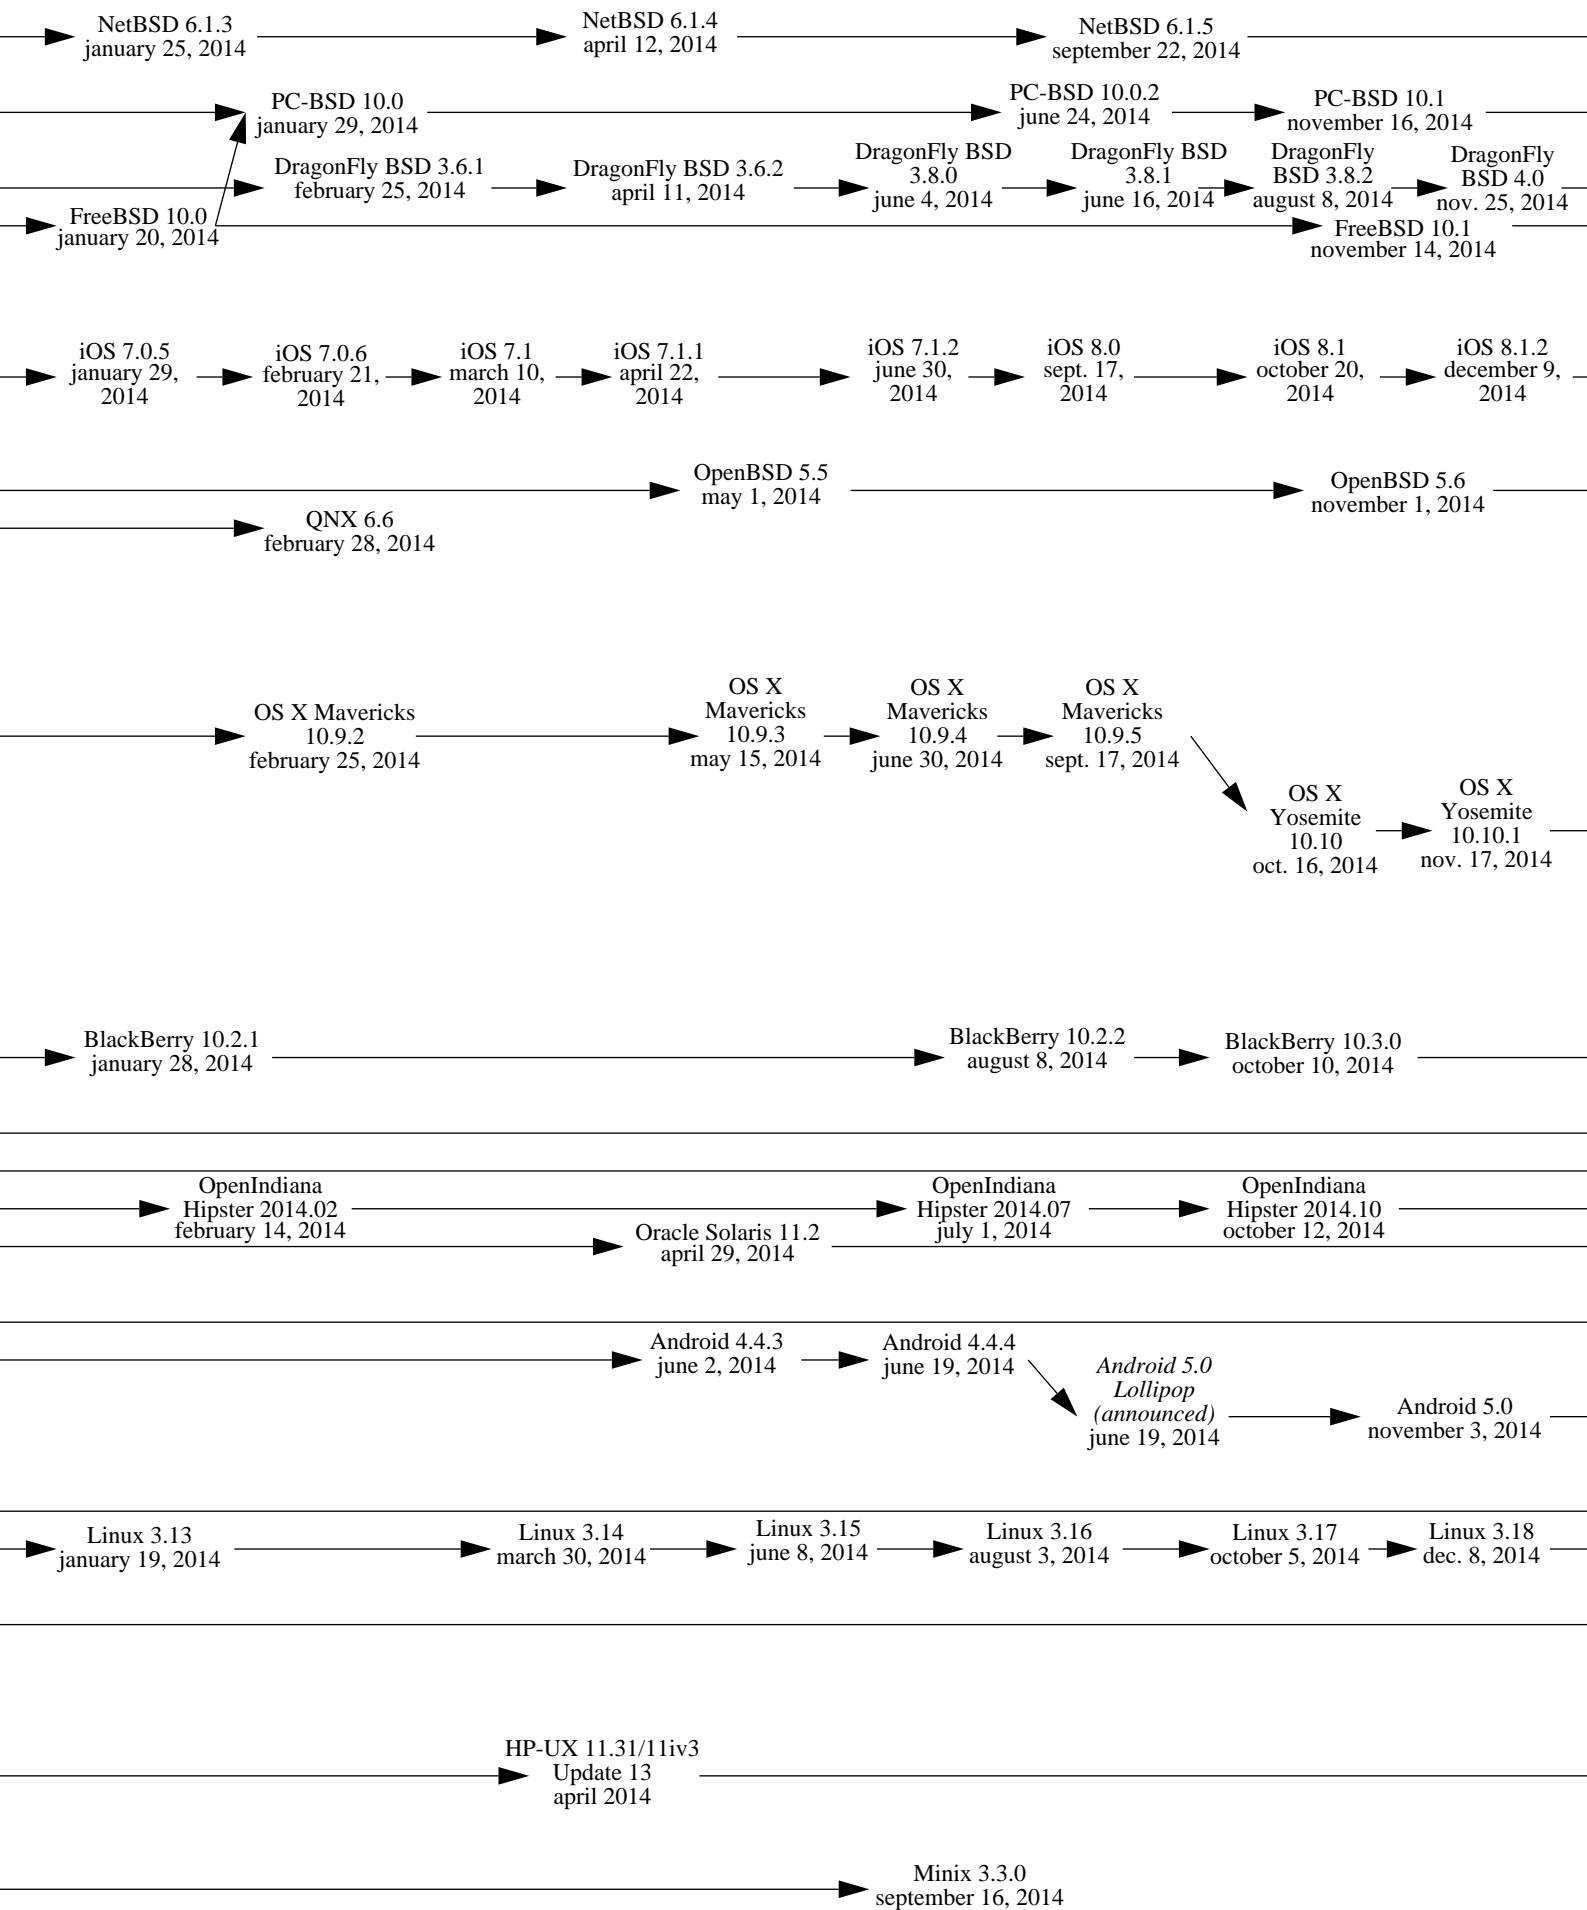 NetBSD 6.1.3
january 25, 2014
NetBSD 6.1.4
april 12, 2014
NetBSD 6.1.5
september 22, 2014
PC-BSD 10.0
january 29, 2014
PC-BSD 10.0.2
june 24, 2014
PC-BSD 10.1
november 16, 2014
DragonFly BSD 3.6.1
february 25, 2014
DragonFly BSD 3.6.2
april 11, 2014
DragonFly BSD
3.8.0
june 4, 2014
DragonFly BSD
3.8.1
june 16, 2014
DragonFly
BSD 3.8.2
august 8, 2014
DragonFly
BSD 4.0
nov. 25, 2014
FreeBSD 10.0
january 20, 2014
FreeBSD 10.1
november 14, 2014
iOS 7.0.5
january 29,
2014
iOS 7.0.6
february 21,
2014
iOS 7.1
march 10,
2014
iOS 7.1.1
april 22,
2014
iOS 7.1.2
june 30,
2014
iOS 8.0
sept. 17,
2014
iOS 8.1
october 20,
2014
iOS 8.1.2
december 9,
2014
OpenBSD 5.5
may 1, 2014
OpenBSD 5.6
november 1, 2014
QNX 6.6
february 28, 2014
OS X Mavericks
10.9.2
february 25, 2014
OS X
Mavericks
10.9.3
may 15, 2014
OS X
Mavericks
10.9.4
june 30, 2014
OS X
Mavericks
10.9.5
sept. 17, 2014
OS X
Yosemite
10.10
oct. 16, 2014
OS X
Yosemite
10.10.1
nov. 17, 2014
BlackBerry 10.2.1
january 28, 2014
BlackBerry 10.2.2
august 8, 2014
BlackBerry 10.3.0
october 10, 2014
OpenIndiana
Hipster 2014.02
february 14, 2014
OpenIndiana
Hipster 2014.07
july 1, 2014
OpenIndiana
Hipster 2014.10
october 12, 2014
Oracle Solaris 11.2
april 29, 2014
Android 4.4.3
june 2, 2014
Android 4.4.4
june 19, 2014
Android 5.0
Lollipop
(announced)
june 19, 2014
Android 5.0
november 3, 2014
Linux 3.13
january 19, 2014
Linux 3.14
march 30, 2014
Linux 3.15
june 8, 2014
Linux 3.16
august 3, 2014
Linux 3.17
october 5, 2014
Linux 3.18
dec. 8, 2014
HP-UX 11.31/11iv3
Update 13
april 2014
Minix 3.3.0
september 16, 2014